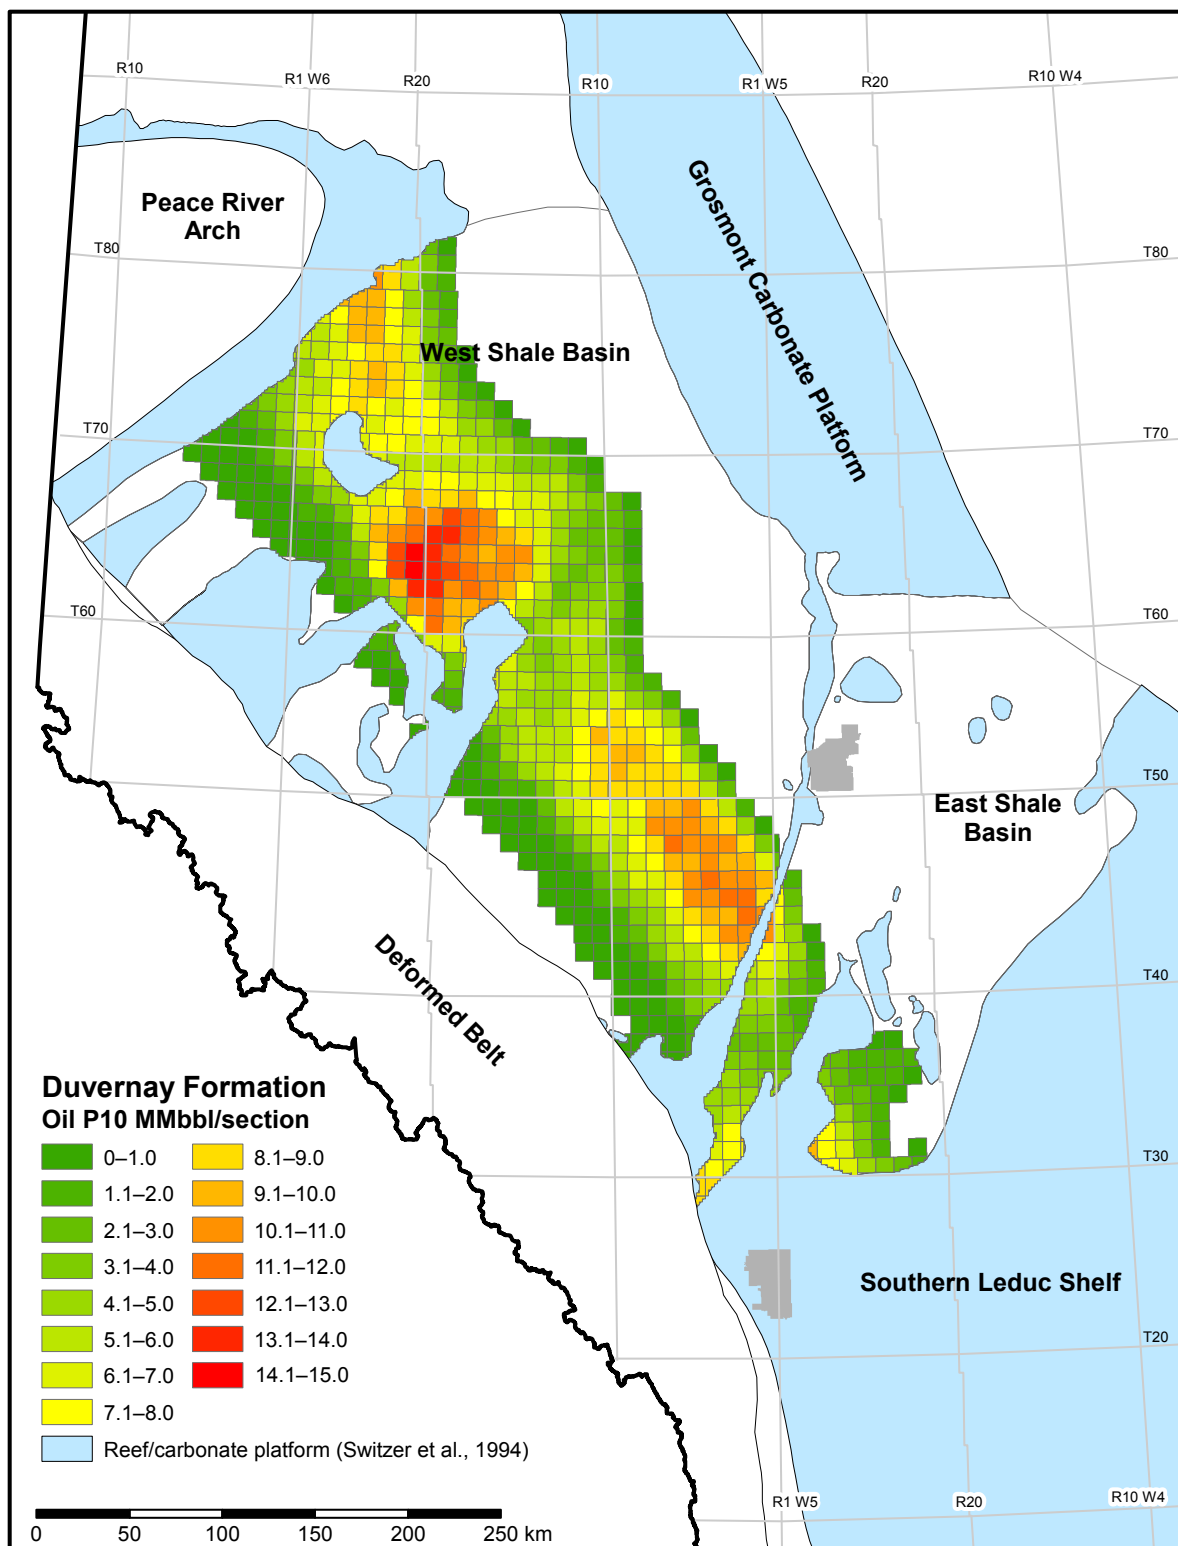 R10
R1 W6
R20
R10
R1 W5
R20
R10 W4
Peace River
Arch
Grosmont Carbonate Platform
T80
T80
West Shale Basin
T70
T70
T60
T60
T50
East Shale
Basin
Deformed Belt
T40
Duvernay Formation
Oil P10 MMbbl/section
0–1.0
1.1–2.0
2.1–3.0
3.1–4.0
4.1–5.0
5.1–6.0
6.1–7.0
7.1–8.0
8.1–9.0
9.1–10.0
10.1–11.0
11.1–12.0
12.1–13.0
13.1–14.0
14.1–15.0
Reef/carbonate platform (Switzer et al., 1994)
T30
Southern Leduc Shelf
T20
R1 W5
R20
R10 W4
0 50 100 150 200 250 km